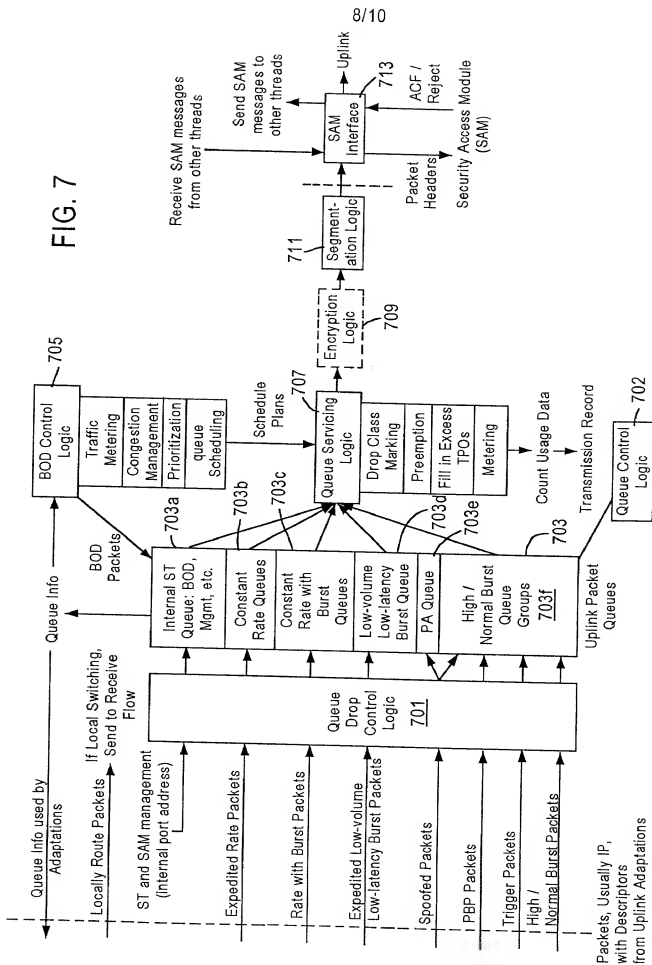 8/10
FIG. 7
Queue Info used by
Adaptations
Queue Info
Locally Route Packets
If Local Switching,
Send to Receive
Flow
ST and SAM management
(internal port address)
Expedited Rate Packets
Rate with Burst Packets
Expedited Low-volume
Low-latency Burst Packets
Spoofed Packets
PBP Packets
Trigger Packets
High /
Normal Burst Packets
Packets, Usually IP,
with Descriptors
from Uplink Adaptations
Queue Drop Control
Logic
701
BOD
Packets
703a
Internal ST
Queue: BOD,
Mgmt, etc.
703b
Constant
Rate Queues
703c
Constant Rate with
Burst
Queues
703d
Low-volume
Low-latency
Burst Queue
703e
PA Queue
703
High /
Normal Burst
Queue
Groups
703f
Uplink Packet
Queues
705
BOD Control
Logic
Traffic
Metering
Congestion
Management
Prioritization
queue
Scheduling
Schedule
Plans
707
Queue Servicing
Logic
Drop Class
Marking
Preemption
Fill in Excess
TPOs
Metering
Count Usage Data
Transmission Record
702
Queue Control
Logic
Encryption
Logic
709
711
Segment-
ation Logic
Receive SAM messages
from other threads
Send SAM
messages to
other threads
SAM
Interface
713
Uplink
Packet
Headers
ACF /
Reject
Security Access Module
(SAM)